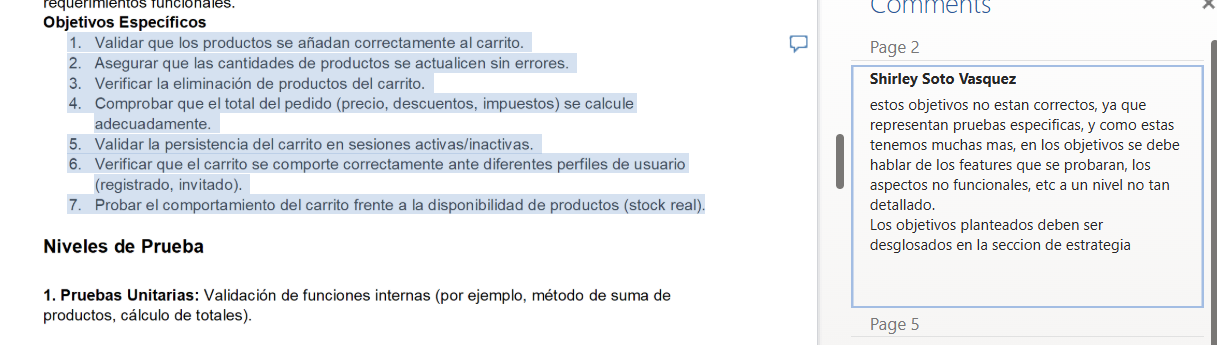 requerimientos funcionales.
Objetivos Específicos
1. Validar que los productos se añadan correctamente al carrito.
2. Asegurar que las cantidades de productos se actualicen sin errores.
3. Verificar la eliminación de productos del carrito.
4. Comprobar que el total del pedido (precio, descuentos, impuestos) se calcule
adecuadamente.
5. Validar la persistencia del carrito en sesiones activas/inactivas.
6. Verificar que el carrito se comporte correctamente ante diferentes perfiles de usuario
(registrado, invitado).
7. Probar el comportamiento del carrito frente a la disponibilidad de productos (stock real).
Niveles de Prueba
1. Pruebas Unitarias: Validación de funciones internas (por ejemplo, método de suma de
productos, cálculo de totales).
Comments
Page 2
Shirley Soto Vasquez
estos objetivos no estan correctos, ya que
representan pruebas especificas, y como estas
tenemos muchas mas, en los objetivos se debe
hablar de los features que se probaran, los
aspectos no funcionales, etc a un nivel no tan
detallado.
Los objetivos planteados deben ser
desglosados en la seccion de estrategia
Page 5